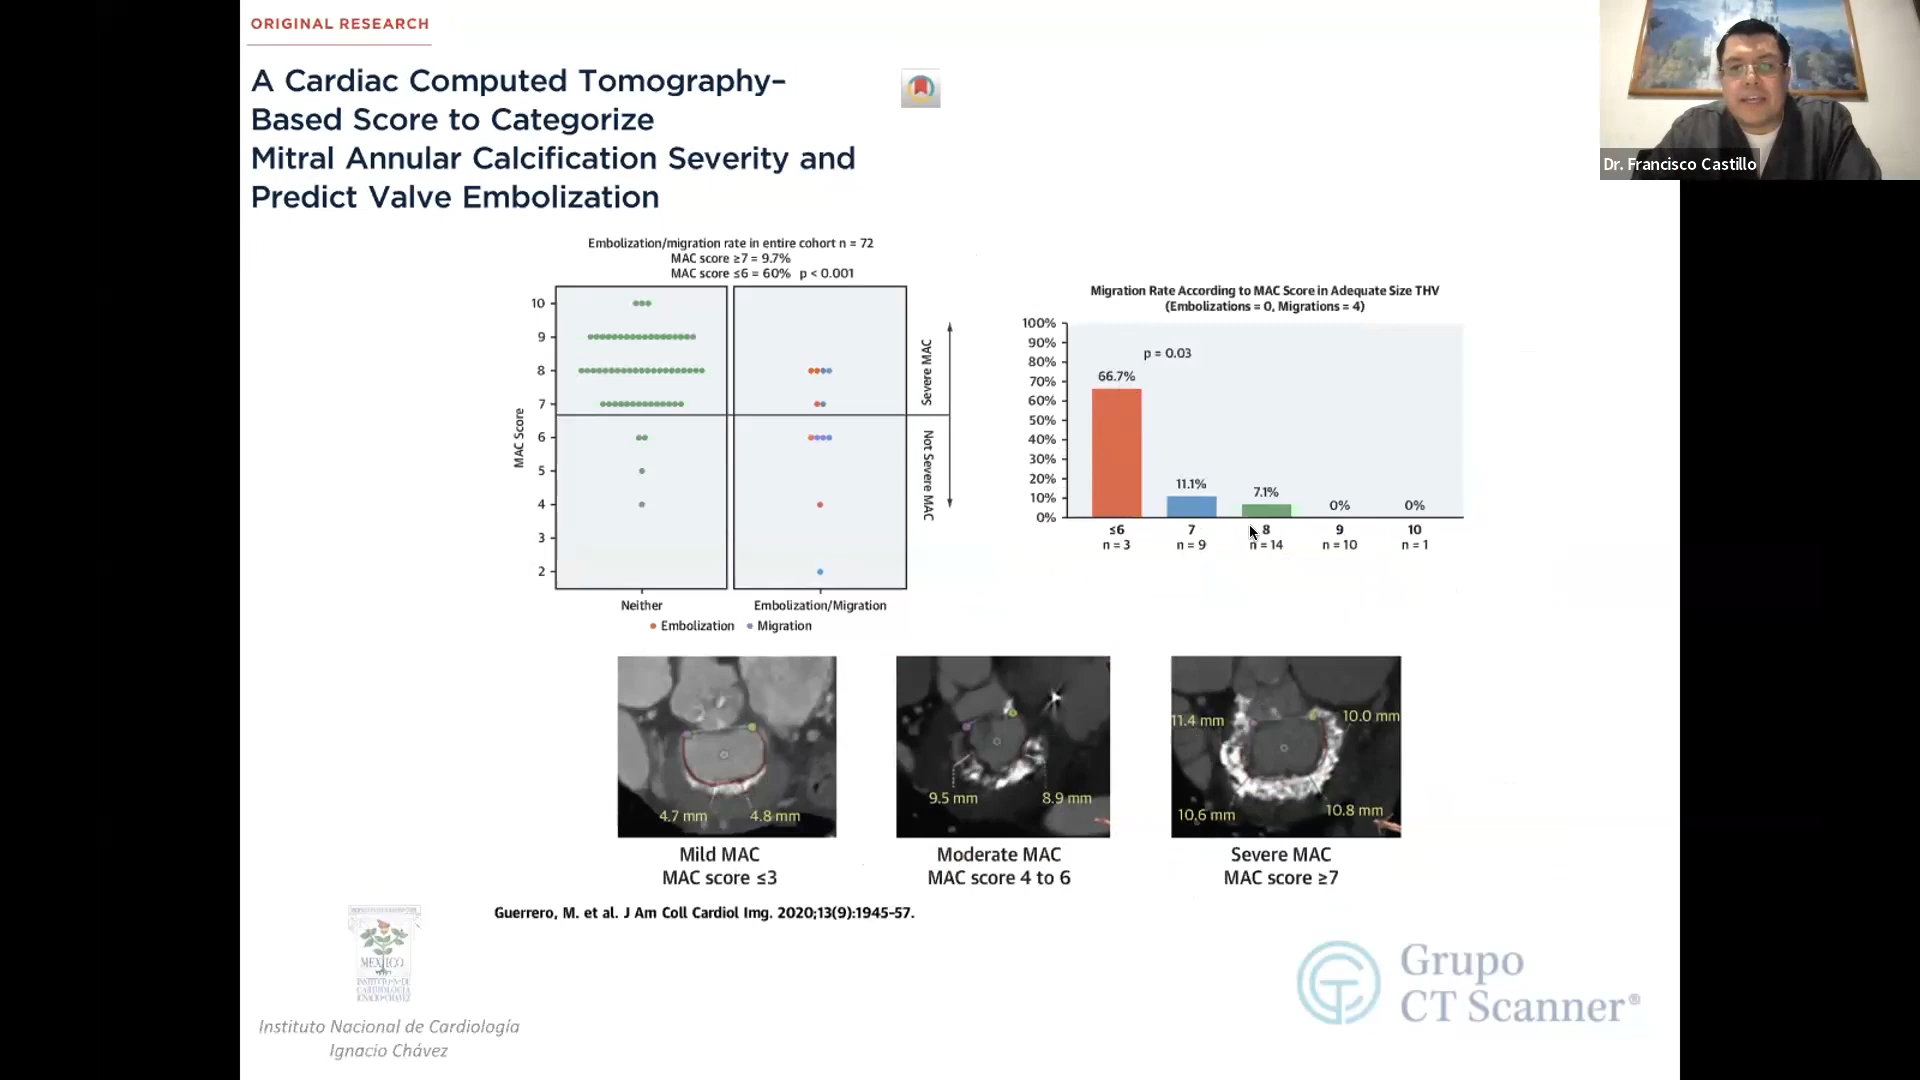 ORIGINAL RESEARCH
A Cardiac Computed Tomography–
Based Score to Categorize
Mitral Annular Calcification Severity and
Predict Valve Embolization
Dr. Francisco Castillo
Embolization/migration rate in entire cohort n = 72
MAC score ≥7 = 9.7%
MAC score ≤6 = 60% p < 0.001
MAC Score
10
9
8
7
6
5
4
3
2
Severe MAC
Not Severe MAC
Neither
Embolization/Migration
Embolization
Migration
Migration Rate According to MAC Score in Adequate Size THV
(Embolizations = 0, Migrations = 4)
100%
90%
80%
70%
60%
50%
40%
30%
20%
10%
0%
p = 0.03
66.7%
11.1%
7.1%
0%
0%
≤6 7 8 9 10
n = 3 n = 9 n = 14 n = 10 n = 1
4.7 mm
4.8 mm
9.5 mm
8.9 mm
11.4 mm
10.0 mm
10.6 mm
10.8 mm
Mild MAC
MAC score ≤3
Moderate MAC
MAC score 4 to 6
Severe MAC
MAC score ≥7
Guerrero, M. et al. J Am Coll Cardiol Img. 2020;13(9):1945-57.
MEXICO
INSTITUTO NAL. DE
CARDIOLOGIA
IGNACIO CHAVEZ
Instituto Nacional de Cardiología
Ignacio Chávez
Grupo
CT Scanner®